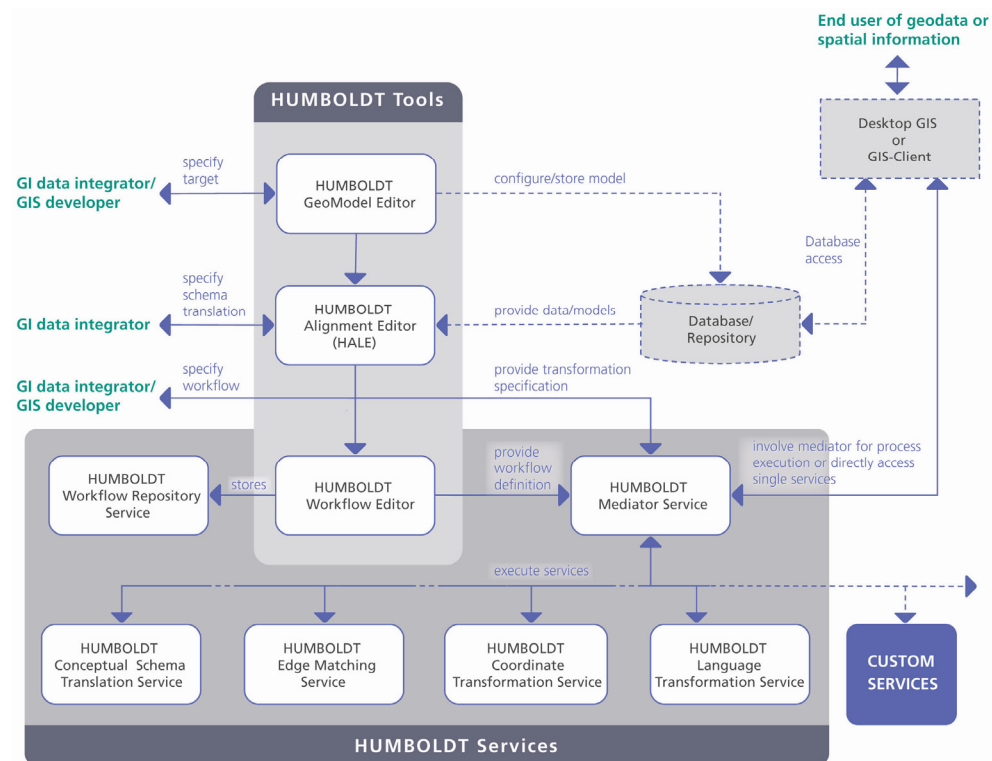 End user of geodata or
spatial information
HUMBOLDT Tools
Desktop GIS
or
GIS-Client
specify
target
GI data integrator/
GIS developer
HUMBOLDT
GeoModel Editor
configure/store model
Database
access
specify
schema
translation
GI data integrator
HUMBOLDT
Alignment Editor
(HALE)
provide data/models
Database/
Repository
specify
workflow
GI data integrator/
GIS developer
provide transformation
specification
HUMBOLDT
Workflow Repository
Service
stores
HUMBOLDT
Workflow Editor
provide
workflow
definition
HUMBOLDT
Mediator Service
involve mediator for process
execution or directly access
single services
execute services
HUMBOLDT
Conceptual Schema
Translation Service
HUMBOLDT
Edge Matching
Service
HUMBOLDT
Coordinate
Transformation Service
HUMBOLDT
Language
Transformation Service
CUSTOM
SERVICES
HUMBOLDT Services